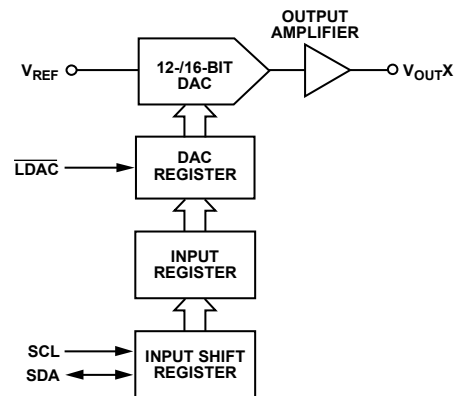 OUTPUT
AMPLIFIER
VREF
12-/16-BIT
DAC
VOUTX
LDAC
DAC
REGISTER
INPUT
REGISTER
SCL
SDA
INPUT SHIFT
REGISTER